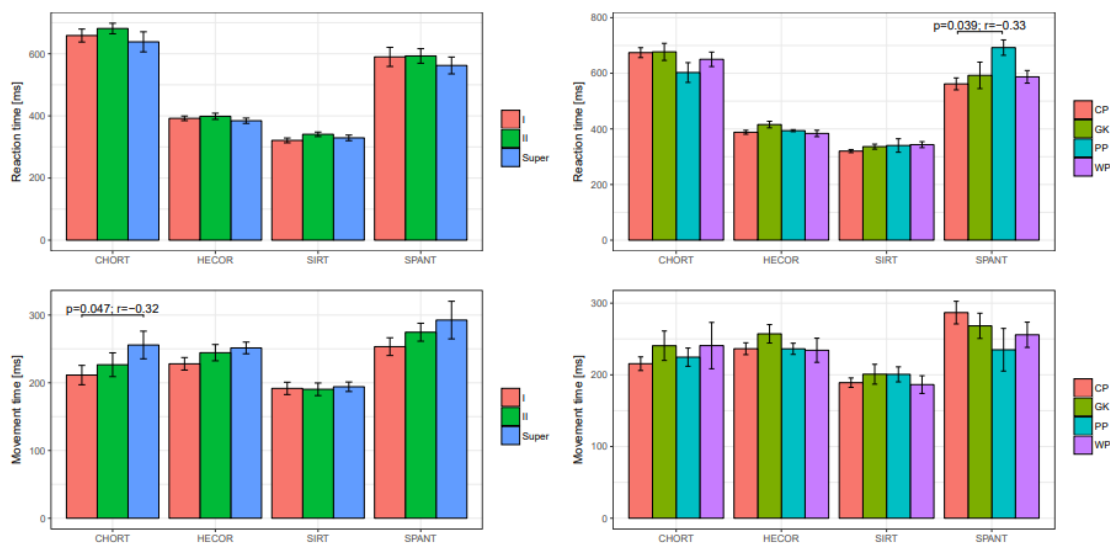 Reaction time [ms]
600
400
200
0
CHORT HECOR SIRT SPANT
I
II
Super
Reaction time [ms]
800
600
400
200
0
p=0.039; r=−0.33
CHORT HECOR SIRT SPANT
CP
GK
PP
WP
Movement time [ms]
300
200
100
0
p=0.047; r=−0.32
CHORT HECOR SIRT SPANT
I
II
Super
Movement time [ms]
300
200
100
0
CHORT HECOR SIRT SPANT
CP
GK
PP
WP